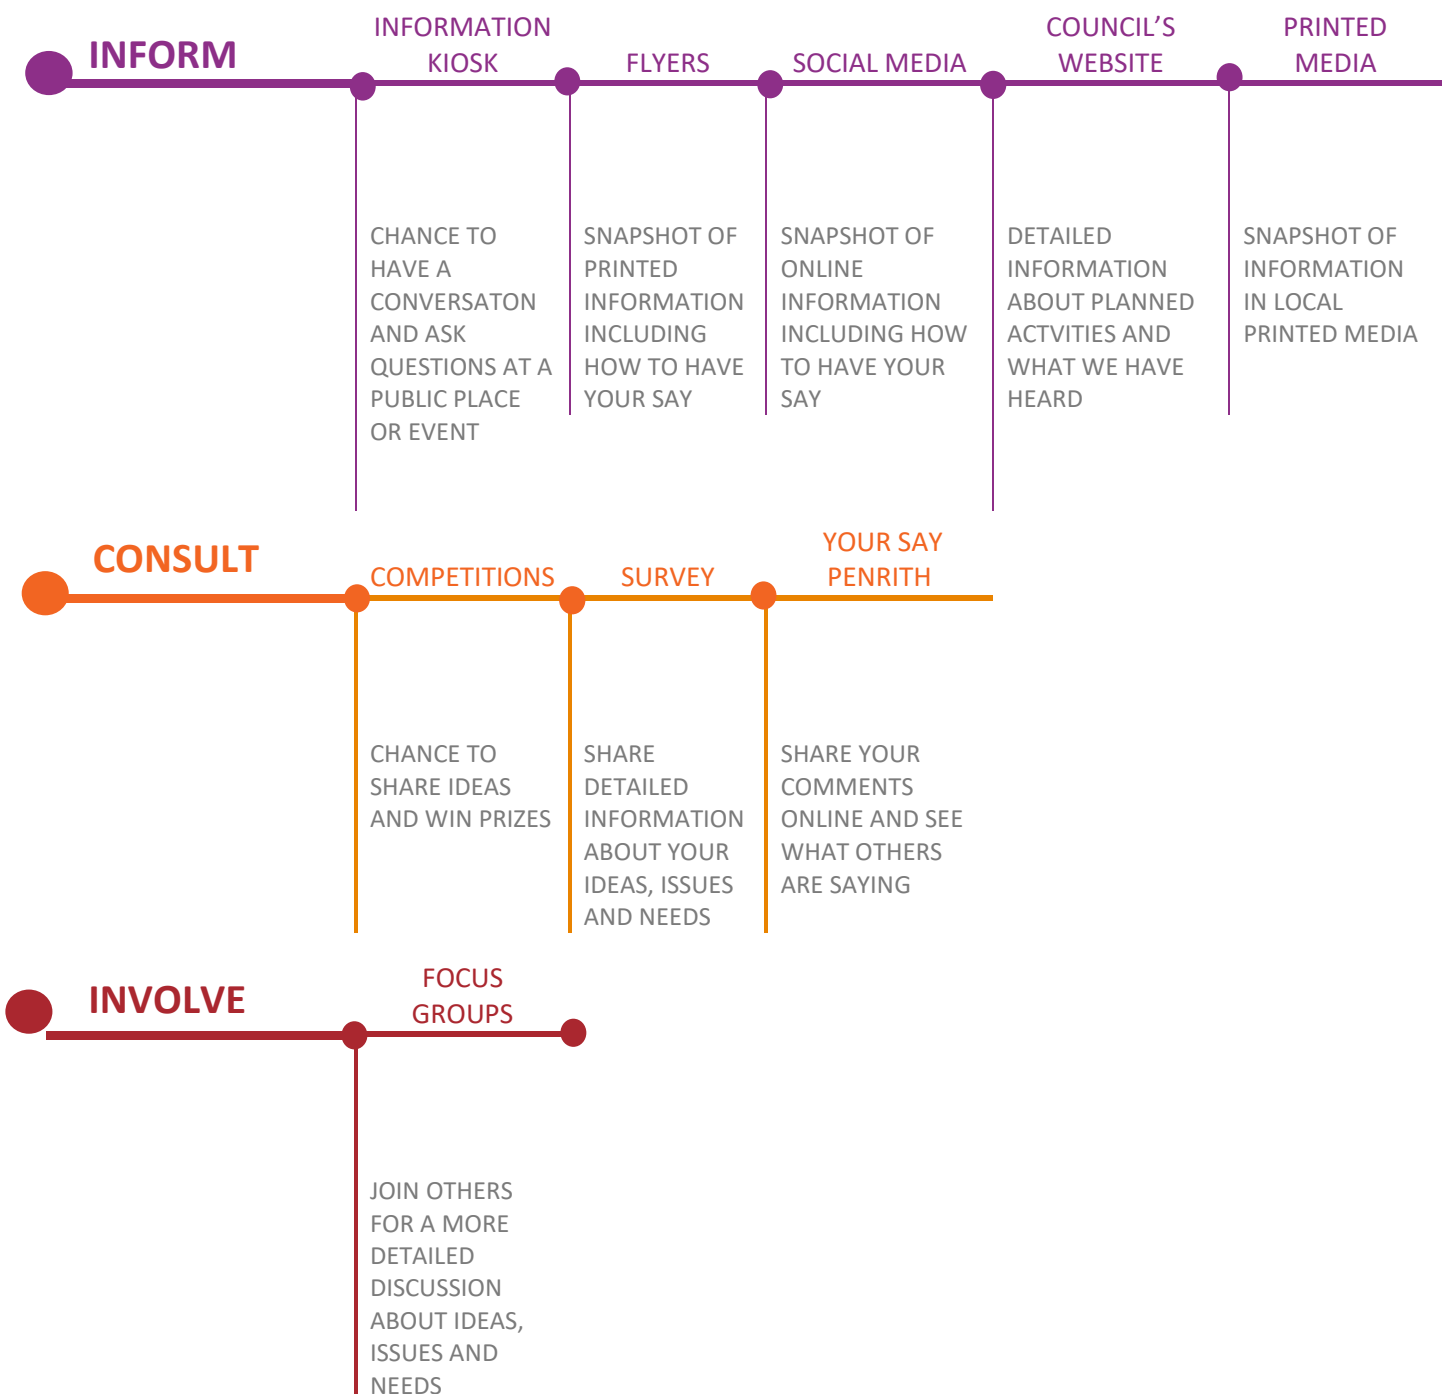 INFORM
INFORMATION
KIOSK
FLYERS
SOCIAL MEDIA
COUNCIL’S
WEBSITE
PRINTED
MEDIA
CHANCE TO
HAVE A
CONVERSATON
AND ASK
QUESTIONS AT A
PUBLIC PLACE
OR EVENT
SNAPSHOT OF
PRINTED
INFORMATION
INCLUDING
HOW TO HAVE
YOUR SAY
SNAPSHOT OF
ONLINE
INFORMATION
INCLUDING HOW
TO HAVE YOUR
SAY
DETAILED
INFORMATION
ABOUT PLANNED
ACTVITIES AND
WHAT WE HAVE
HEARD
SNAPSHOT OF
INFORMATION
IN LOCAL
PRINTED MEDIA
CONSULT
COMPETITIONS
SURVEY
YOUR SAY
PENRITH
CHANCE TO
SHARE IDEAS
AND WIN PRIZES
SHARE
DETAILED
INFORMATION
ABOUT YOUR
IDEAS, ISSUES
AND NEEDS
SHARE YOUR
COMMENTS
ONLINE AND SEE
WHAT OTHERS
ARE SAYING
INVOLVE
FOCUS
GROUPS
JOIN OTHERS
FOR A MORE
DETAILED
DISCUSSION
ABOUT IDEAS,
ISSUES AND
NEEDS